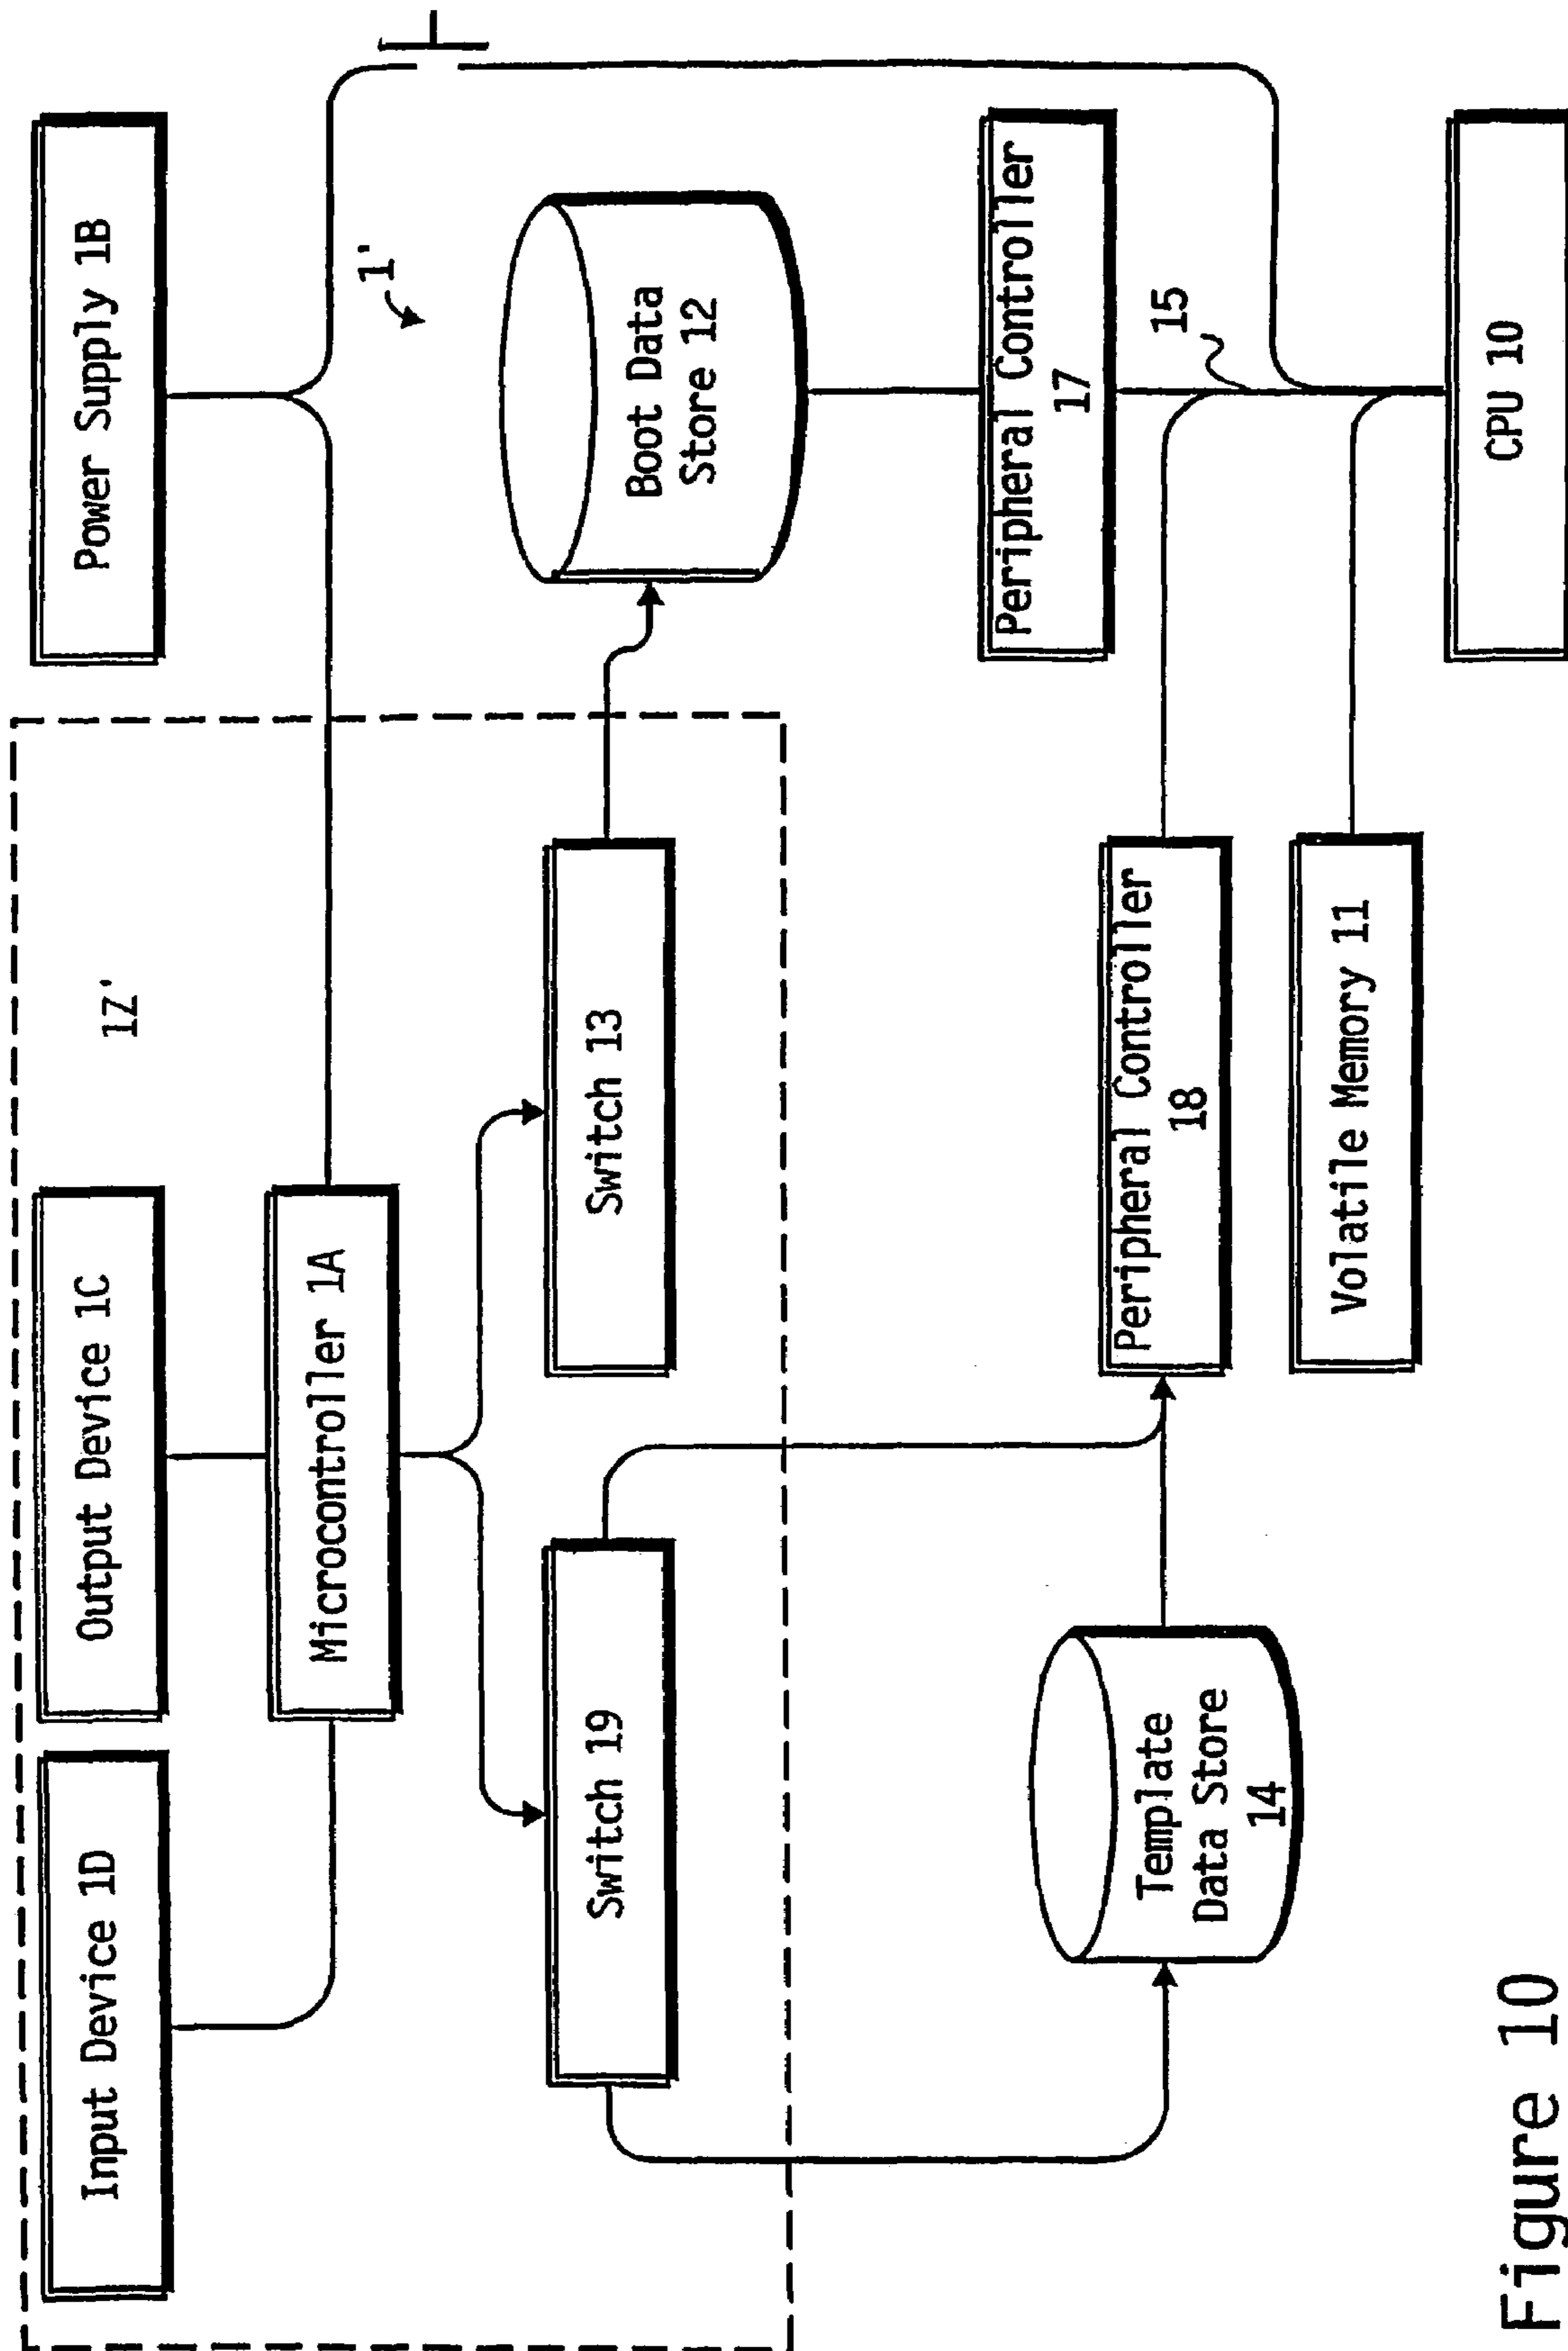 Input Device 1D
Output Device 1C
1Z'
Power Supply 1B
Microcontroller 1A
1'
Switch 19
Switch 13
Boot Data
Store 12
Template
Data Store
14
Peripheral Controller
18
Peripheral Controller
17
15
Volatile Memory 11
CPU 10
Figure 10